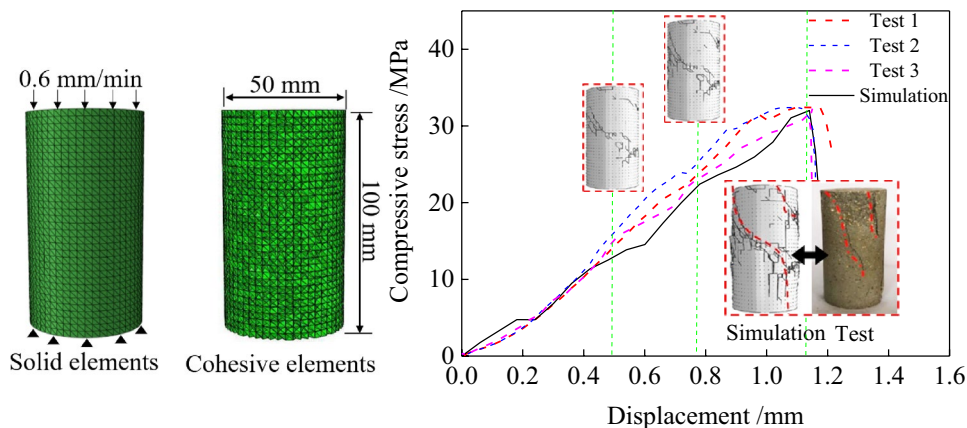 0.6 mm/min
50 mm
100 mm
Solid elements
Cohesive elements
Compressive stress /MPa
40
30
20
10
0
Test 1
Test 2
Test 3
Simulation
Simulation
Test
0.0 0.2 0.4 0.6 0.8 1.0 1.2 1.4 1.6
Displacement /mm